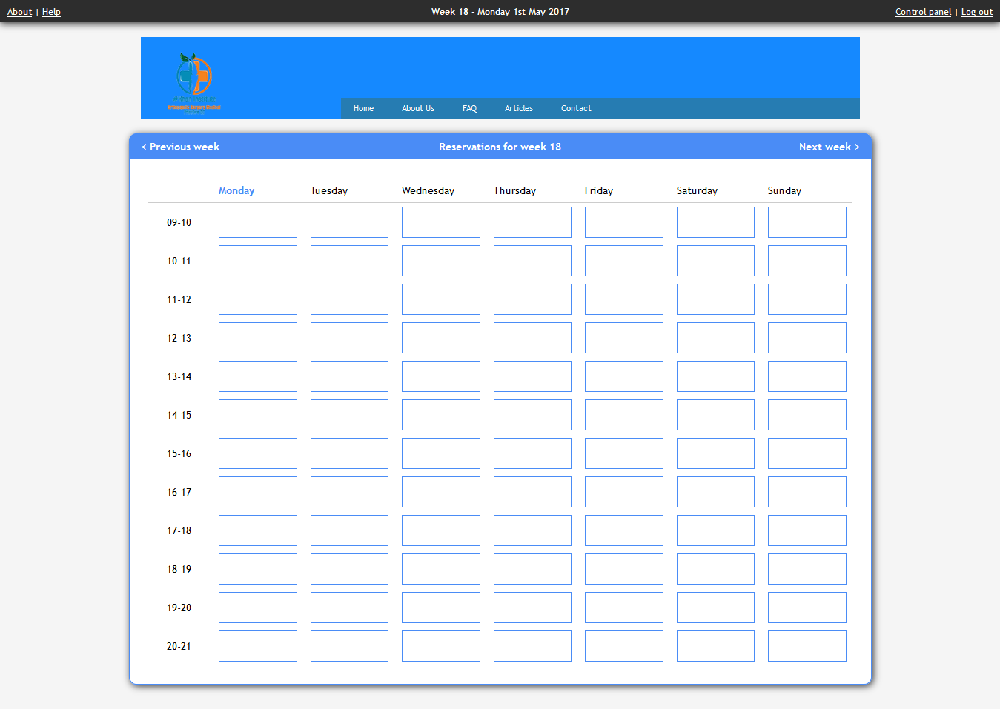 About | Help
Week 18 - Monday 1st May 2017
Control panel | Log out
Home About Us FAQ Articles Contact
< Previous week
Reservations for week 18
Next week >
Monday Tuesday Wednesday Thursday Friday Saturday Sunday
09-10
10-11
11-12
12-13
13-14
14-15
15-16
16-17
17-18
18-19
19-20
20-21